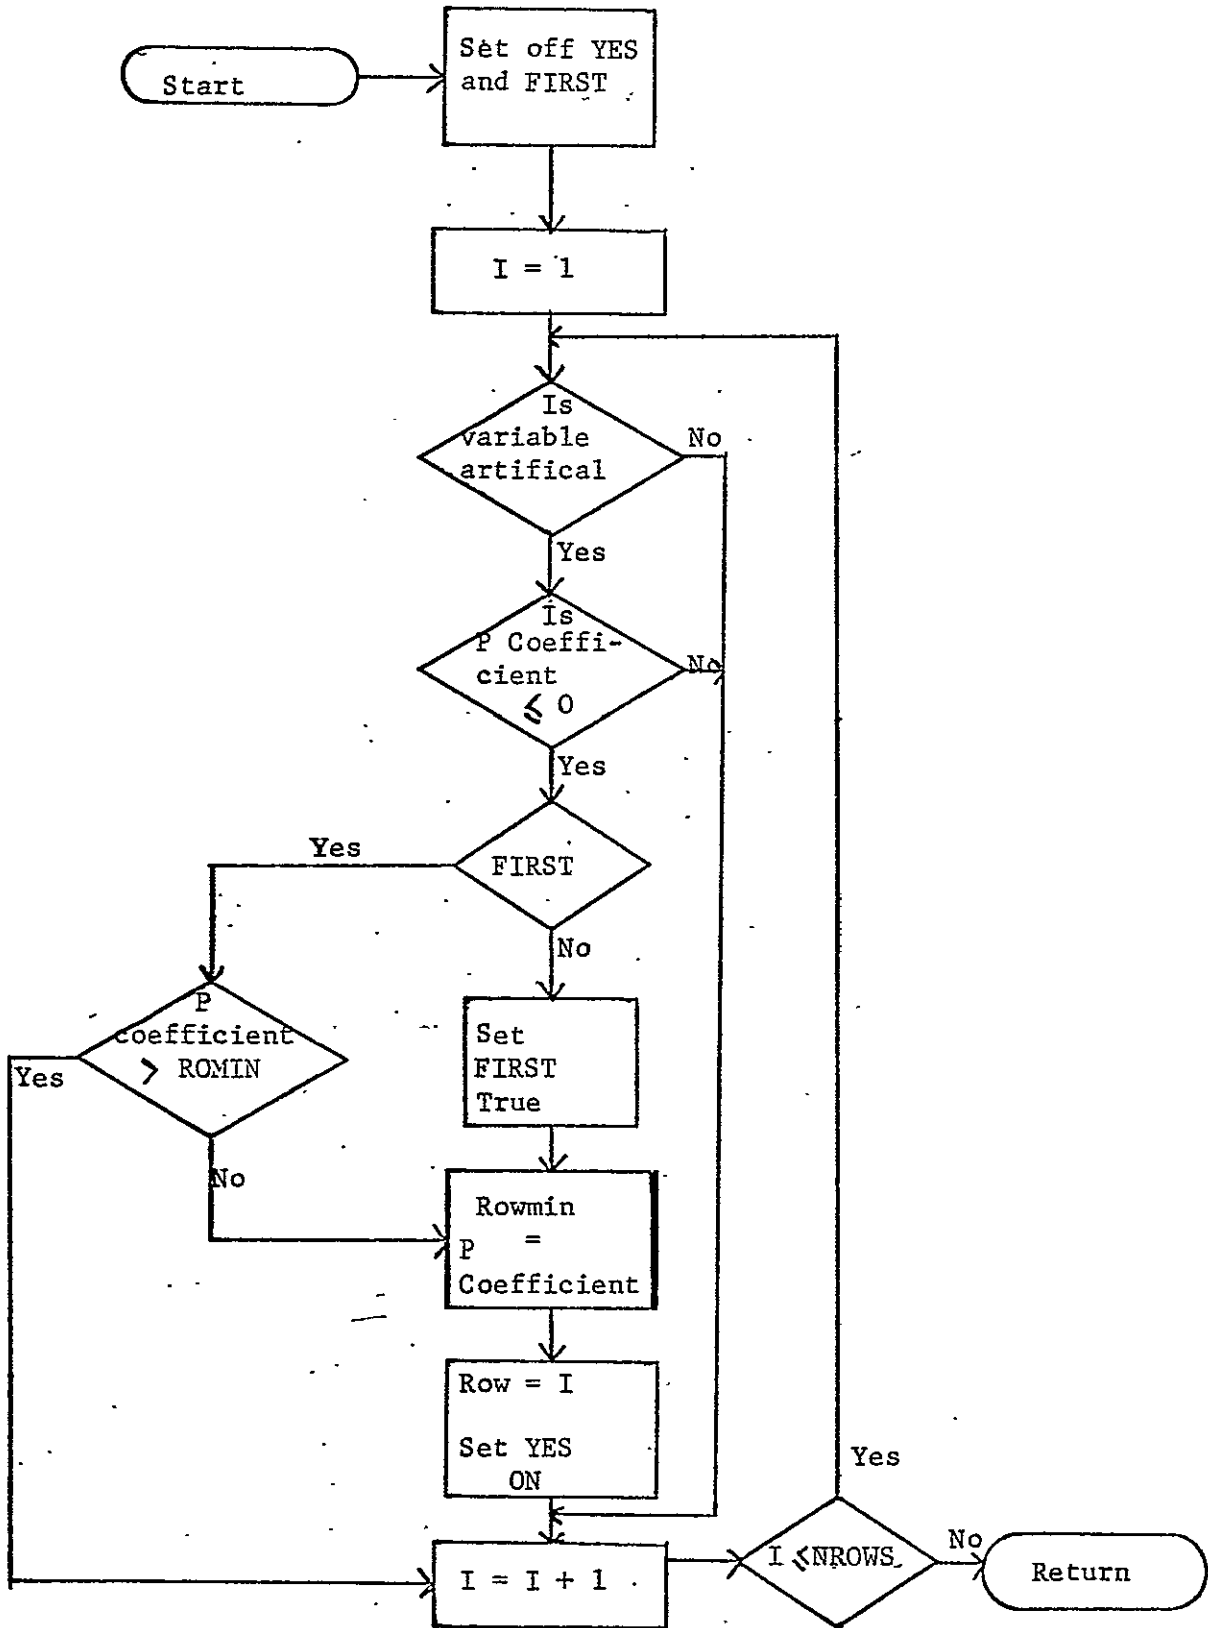 Start
Set off YES
and FIRST
I = 1
Is
variable
artifical
No
Yes
Is
P Coeffi-
cient
≤ 0
No
Yes
FIRST
Yes
No
P
coefficient
> ROMIN
Yes
No
Set
FIRST
True
Rowmin
=
P
Coefficient
Row = I
Set YES
ON
I = I + 1
I ≤NROWS
Yes
No
Return